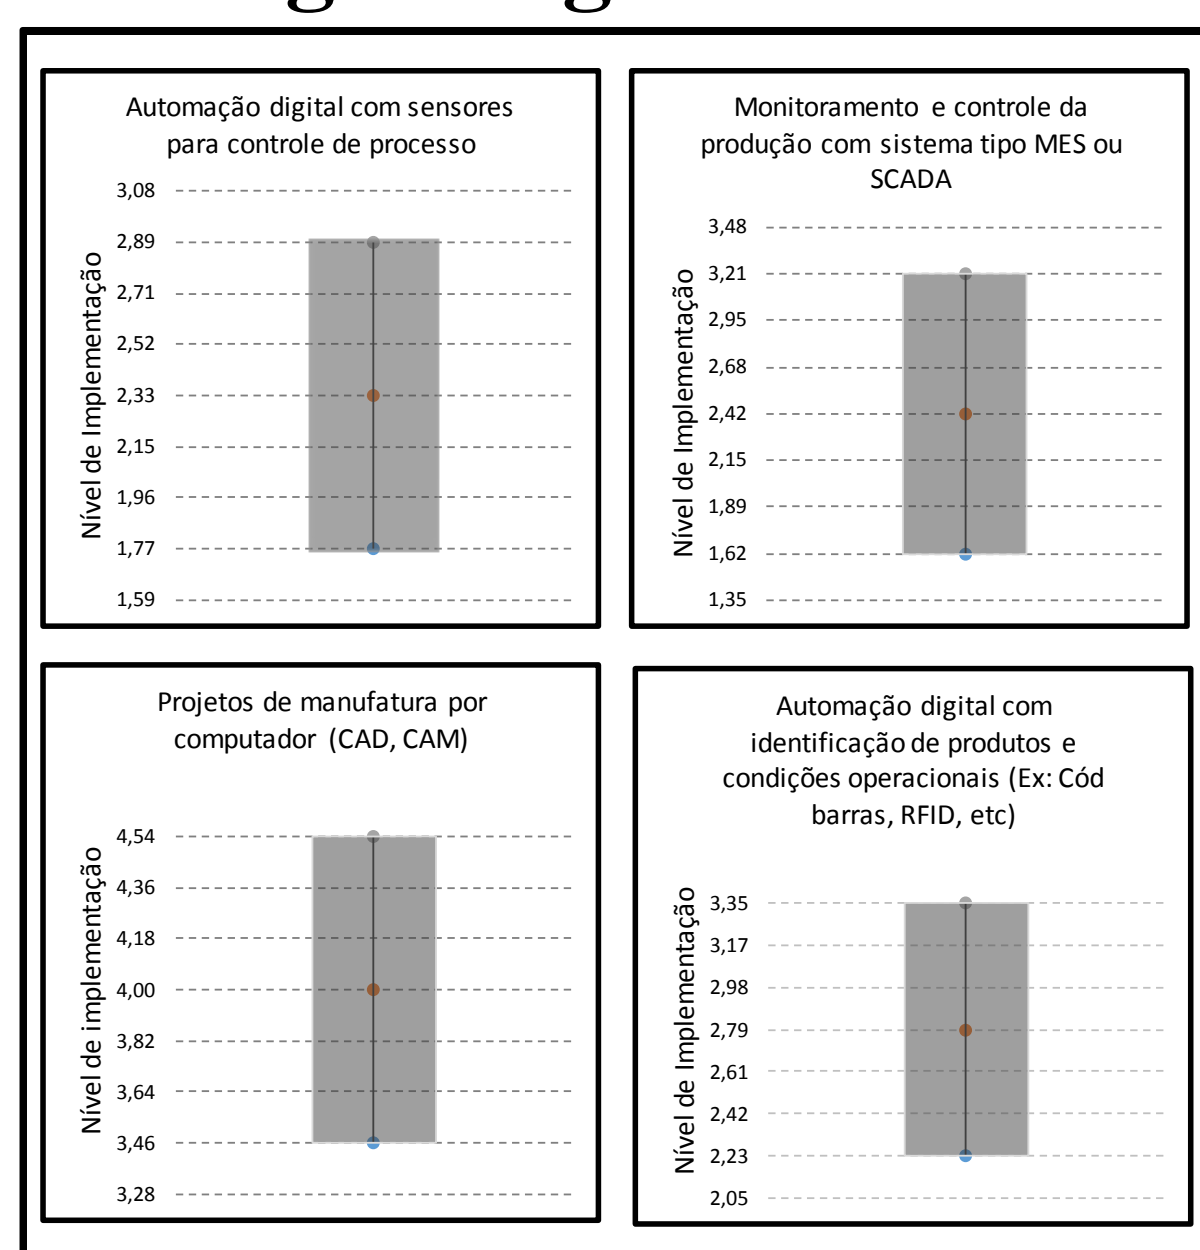 Automação digital com sensores
para controle de processo
Nível de Implementação
3,08
2,89
2,71
2,52
2,33
2,15
1,96
1,77
1,59
Monitoramento e controle da
produção com sistema tipo MES ou
SCADA
Nível de Implementação
3,48
3,21
2,95
2,68
2,42
2,15
1,89
1,62
1,35
Projetos de manufatura por
computador (CAD, CAM)
Nível de implementação
4,54
4,36
4,18
4,00
3,82
3,64
3,46
3,28
Automação digital com
identificação de produtos e
condições operacionais (Ex: Cód
barras, RFID, etc)
Nível de Implementação
3,35
3,17
2,98
2,79
2,61
2,42
2,23
2,05